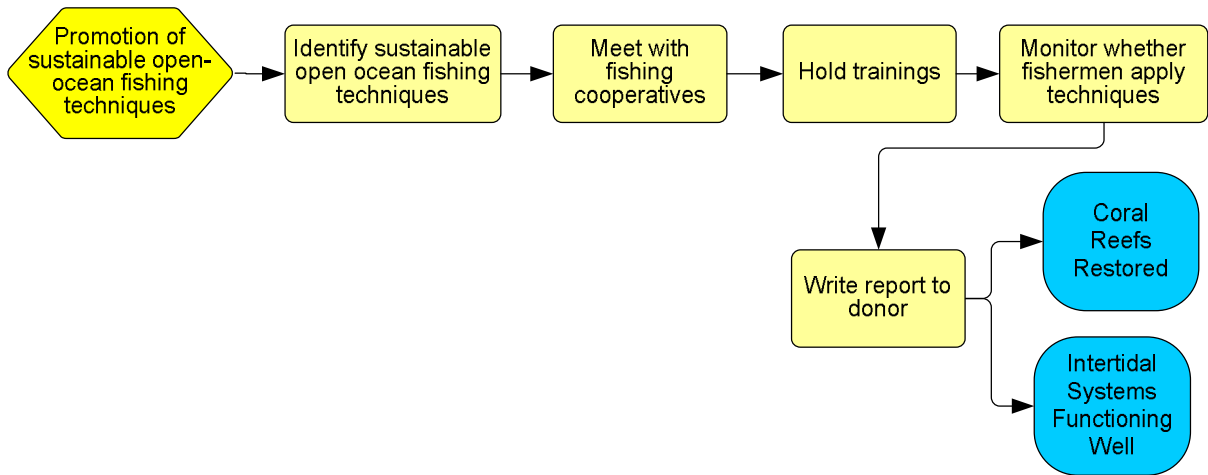 Promotion of
sustainable open-
ocean fishing
techniques
Identify sustainable
open ocean fishing
techniques
Meet with
fishing
cooperatives
Hold trainings
Monitor whether
fishermen apply
techniques
Write report to
donor
Coral
Reefs
Restored
Intertidal
Systems
Functioning
Well